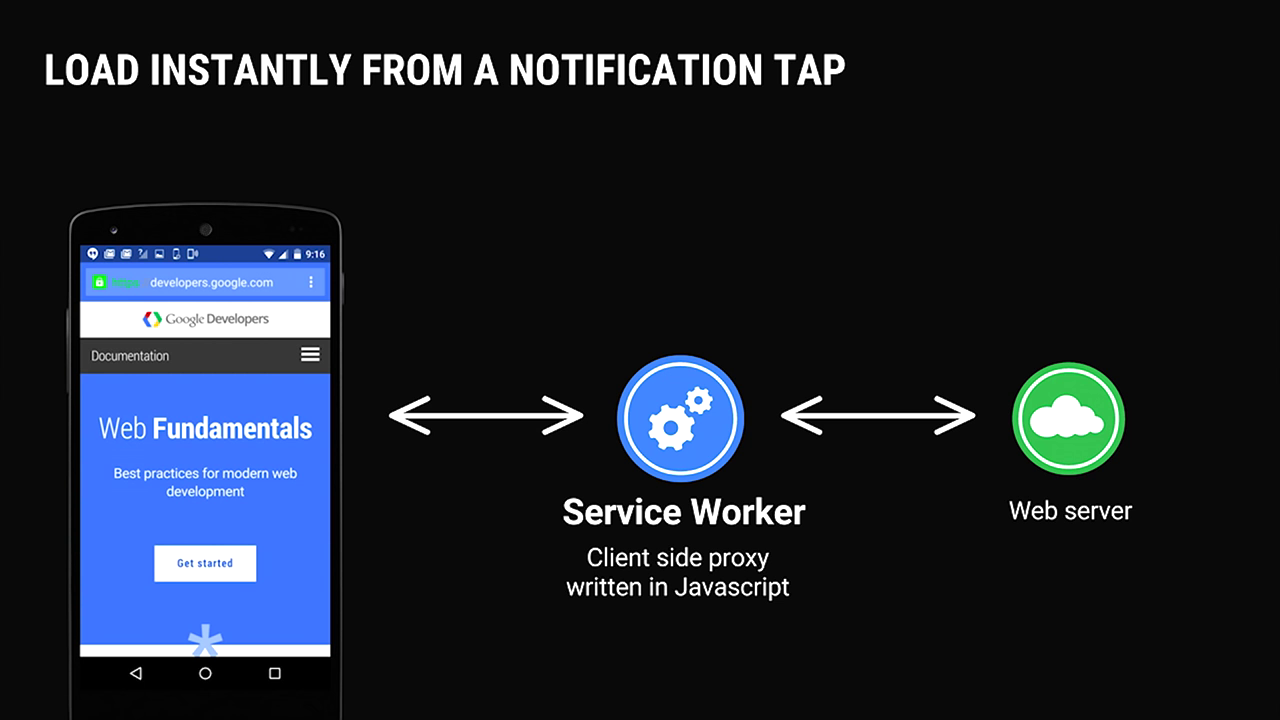 LOAD INSTANTLY FROM A NOTIFICATION TAP
9:16
developers.google.com
Google Developers
Documentation
Web Fundamentals
Best practices for modern web
development
Get started
Service Worker
Client side proxy
written in Javascript
Web server